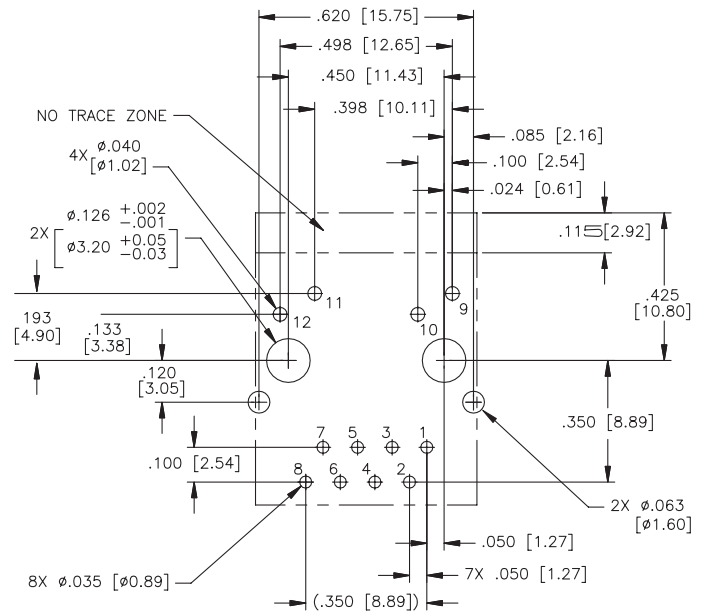 .620 [15.75]
.498 [12.65]
.450 [11.43]
.398 [10.11]
NO TRACE ZONE
.085 [2.16]
4X ø.040
[ø1.02]
.100 [2.54]
.024 [0.61]
2X ø.126 +.002 -.001
[ø3.20 +0.05 -0.03]
.115[2.92]
11
9
.193
[4.90]
12
10
.425
[10.80]
.133
[3.38]
.120
[3.05]
.350 [8.89]
7 5 3 1
.100 [2.54]
8 6 4 2
2X ø.063
[ø1.60]
.050 [1.27]
8X ø.035 [ø0.89]
7X .050 [1.27]
(.350 [8.89])